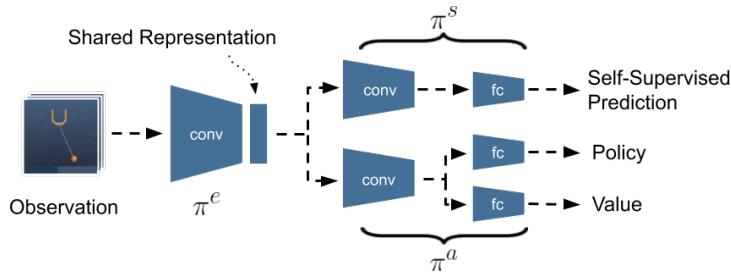 π^s
Shared Representation
conv
fc
Self-Supervised
Prediction
conv
conv
fc
Policy
fc
Value
Observation
π^e
π^a